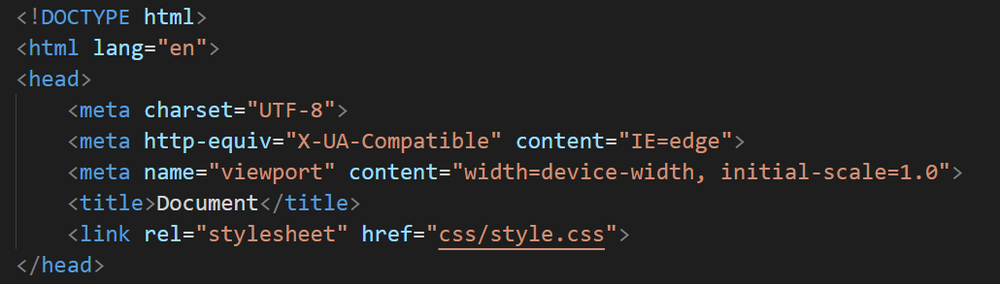 <!DOCTYPE html>
<html lang="en">
<head>
    <meta charset="UTF-8">
    <meta http-equiv="X-UA-Compatible" content="IE=edge">
    <meta name="viewport" content="width=device-width, initial-scale=1.0">
    <title>Document</title>
    <link rel="stylesheet" href="css/style.css">
</head>